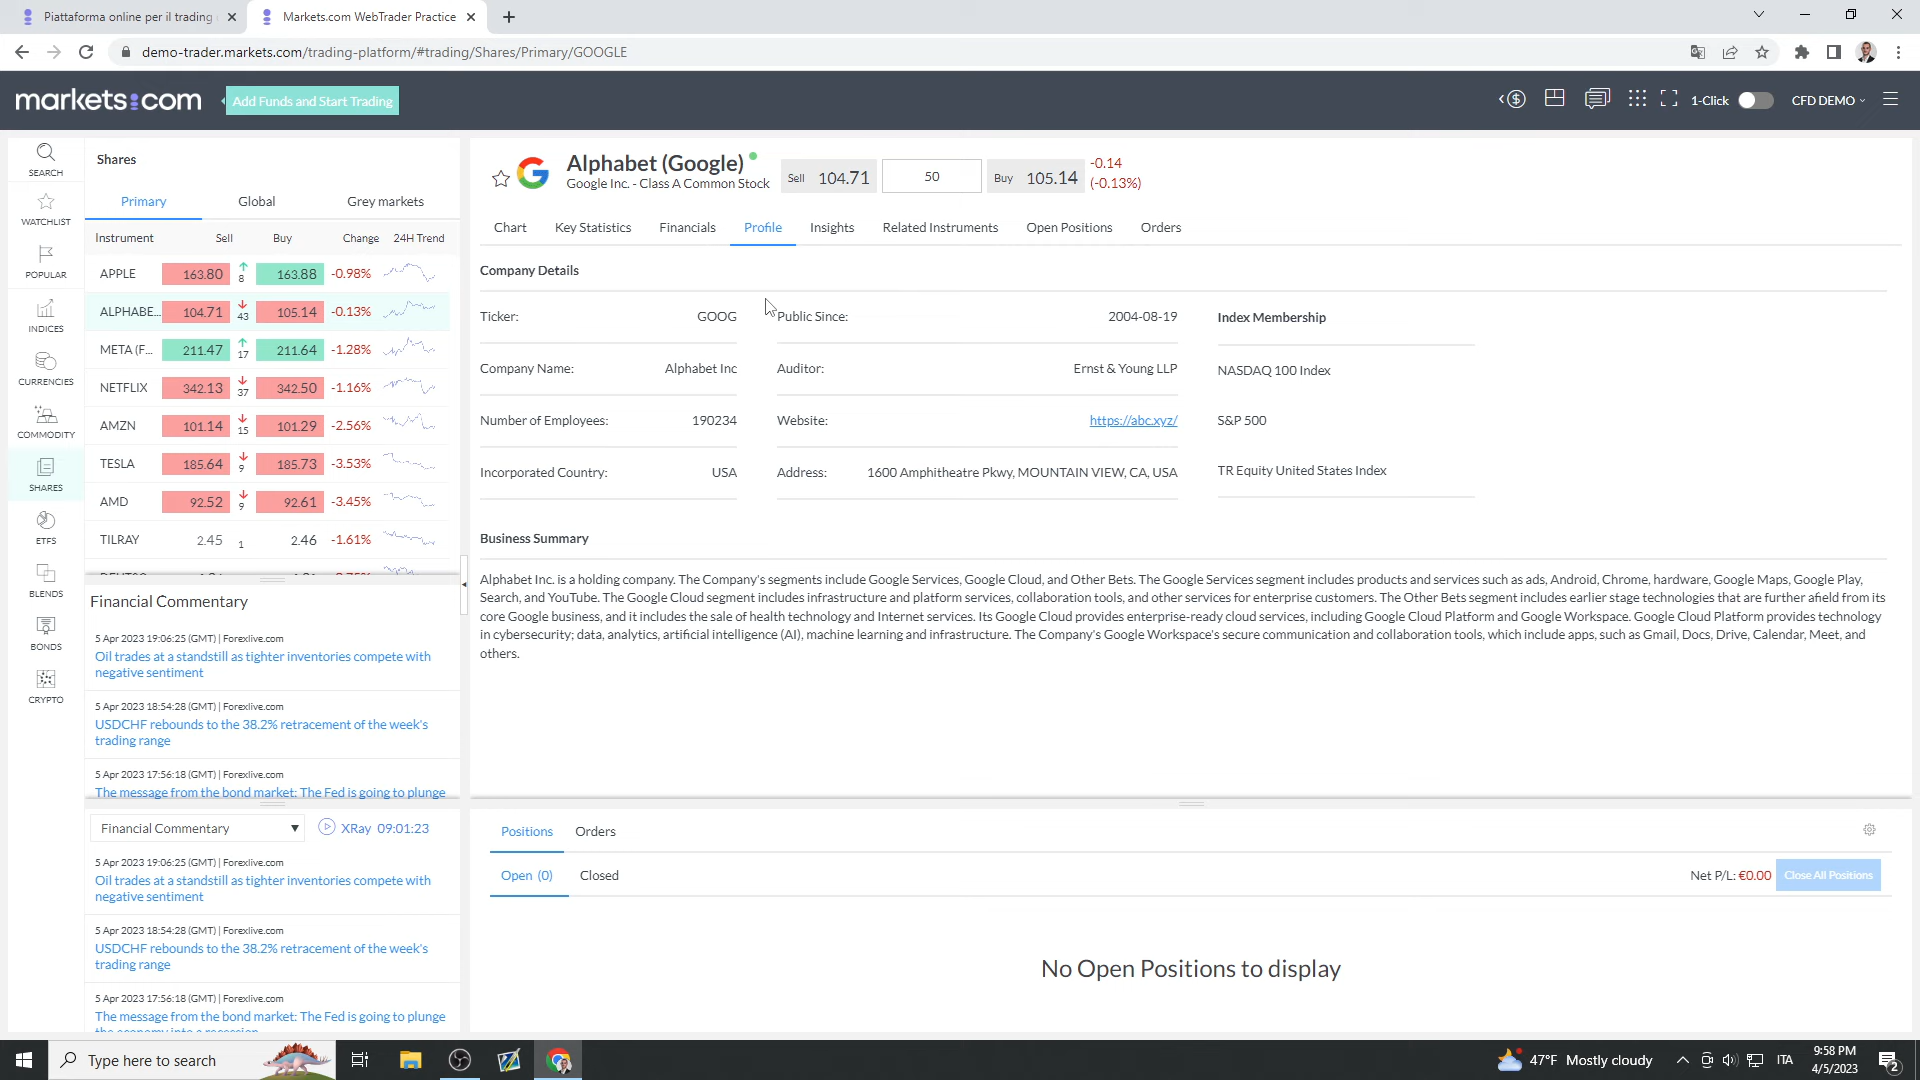 Piattaforma online per il trading
Markets.com WebTrader Practice
demo-trader.markets.com/trading-platform/#trading/Shares/Primary/GOOGLE
markets:com
Add Funds and Start Trading
1-Click
CFD DEMO
SEARCH
WATCHLIST
POPULAR
INDICES
CURRENCIES
COMMODITY
SHARES
ETFS
BLENDS
BONDS
CRYPTO
Shares
Primary Global Grey markets
Instrument Sell Buy Change 24H Trend
APPLE 163.80 8 163.88 -0.98%
ALPHABE... 104.71 43 105.14 -0.13%
META (F... 211.47 17 211.64 -1.28%
NETFLIX 342.13 37 342.50 -1.16%
AMZN 101.14 15 101.29 -2.56%
TESLA 185.64 9 185.73 -3.53%
AMD 92.52 9 92.61 -3.45%
TILRAY 2.45 1 2.46 -1.61%
Financial Commentary
5 Apr 2023 19:06:25 (GMT) | Forexlive.com
Oil trades at a standstill as tighter inventories compete with
negative sentiment
5 Apr 2023 18:54:28 (GMT) | Forexlive.com
USDCHF rebounds to the 38.2% retracement of the week's
trading range
5 Apr 2023 17:56:18 (GMT) | Forexlive.com
The message from the bond market: The Fed is going to plunge
Financial Commentary XRay 09:01:23
5 Apr 2023 19:06:25 (GMT) | Forexlive.com
Oil trades at a standstill as tighter inventories compete with
negative sentiment
5 Apr 2023 18:54:28 (GMT) | Forexlive.com
USDCHF rebounds to the 38.2% retracement of the week's
trading range
5 Apr 2023 17:56:18 (GMT) | Forexlive.com
The message from the bond market: The Fed is going to plunge
the economy into a recession
Alphabet (Google)
Google Inc. - Class A Common Stock
Sell 104.71 50 Buy 105.14
-0.14
(-0.13%)
Chart Key Statistics Financials Profile Insights Related Instruments Open Positions Orders
Company Details
Ticker: GOOG Public Since: 2004-08-19 Index Membership
Company Name: Alphabet Inc Auditor: Ernst & Young LLP NASDAQ 100 Index
Number of Employees: 190234 Website: https://abc.xyz/ S&P 500
Incorporated Country: USA Address: 1600 Amphitheatre Pkwy, MOUNTAIN VIEW, CA, USA TR Equity United States Index
Business Summary
Alphabet Inc. is a holding company. The Company's segments include Google Services, Google Cloud, and Other Bets. The Google Services segment includes products and services such as ads, Android, Chrome, hardware, Google Maps, Google Play,
Search, and YouTube. The Google Cloud segment includes infrastructure and platform services, collaboration tools, and other services for enterprise customers. The Other Bets segment includes earlier stage technologies that are further afield from its
core Google business, and it includes the sale of health technology and Internet services. Its Google Cloud provides enterprise-ready cloud services, including Google Cloud Platform and Google Workspace. Google Cloud Platform provides technology
in cybersecurity; data, analytics, artificial intelligence (AI), machine learning and infrastructure. The Company's Google Workspace's secure communication and collaboration tools, which include apps, such as Gmail, Docs, Drive, Calendar, Meet, and
others.
Positions Orders
Open (0) Closed
Net P/L: €0.00 Close All Positions
No Open Positions to display
Type here to search
47°F Mostly cloudy
ITA
9:58 PM
4/5/2023
2